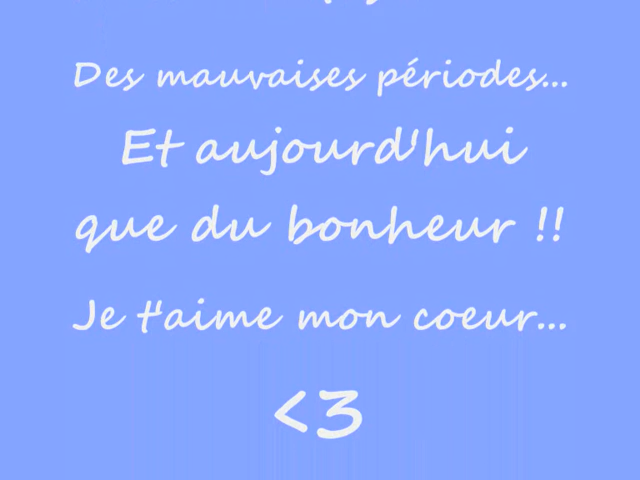 Des mauvaises périodes...
Et aujourd'hui
que du bonheur !!
Je t'aime mon coeur...
<3